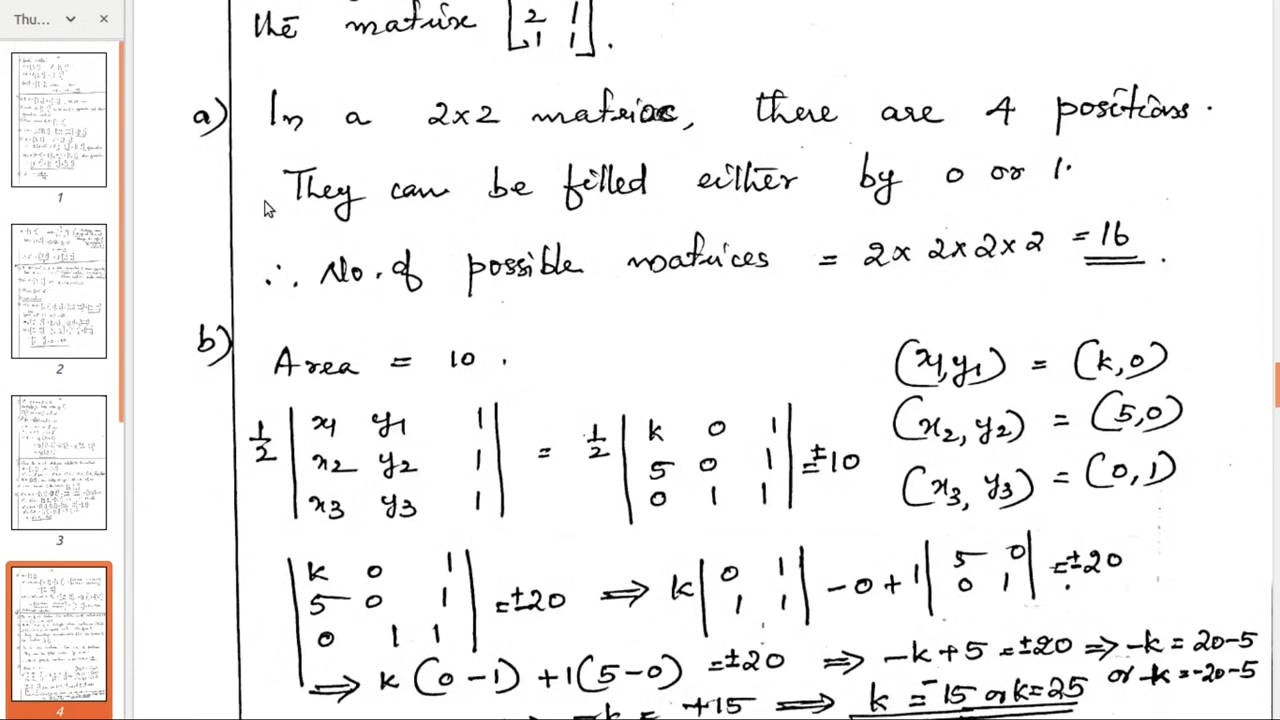 Thu...
the matrix [2 1
1 1].
a) In a 2x2 matrix, there are 4 positions.
They can be filled either by 0 or 1.
∴ No. of possible matrices = 2x 2x2x2 = 16.
b)
Area = 10.
(x1,y1) = (k,0)
(x2, y2) = (5,0)
(x3, y3) = (0,1)
1/2 | x1 y1 1 | = 1/2 | k 0 1 | = ±10
| x2 y2 1 | | 5 0 1 |
| x3 y3 1 | | 0 1 1 |
| k 0 1 | = ±20 ⟹ k | 0 1 | - 0 + 1 | 5 0 | = ±20
| 5 0 1 | | 1 1 | | 0 1 |
| 0 1 1 |
⟹ k (0-1) +1(5-0) = ±20 ⟹ -k+5 = ±20 ⟹ -k = 20-5
or -k = -20-5
-k = +15 ⟹ k = -15 or k=25
1
2
3
4